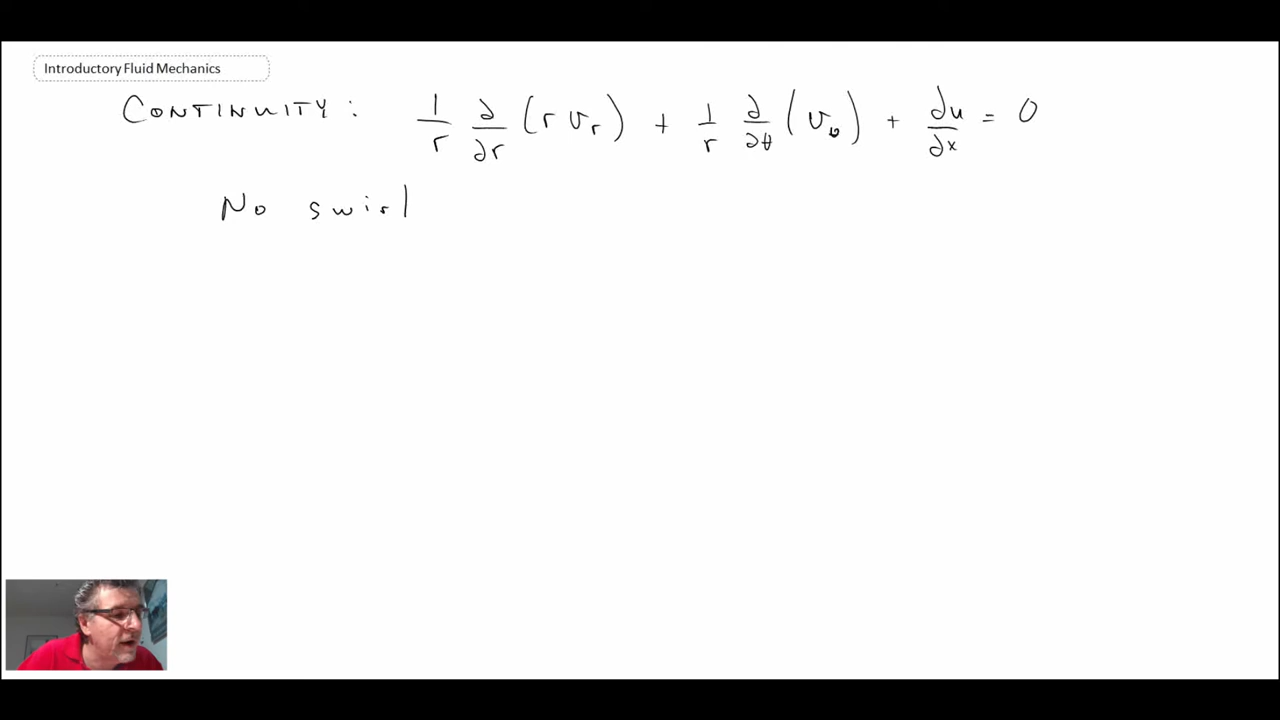 Introductory Fluid Mechanics
CONTINUITY: 1/r ∂/∂r (r v_r) + 1/r ∂/∂θ (v_θ) + ∂u/∂x = 0
No swirl